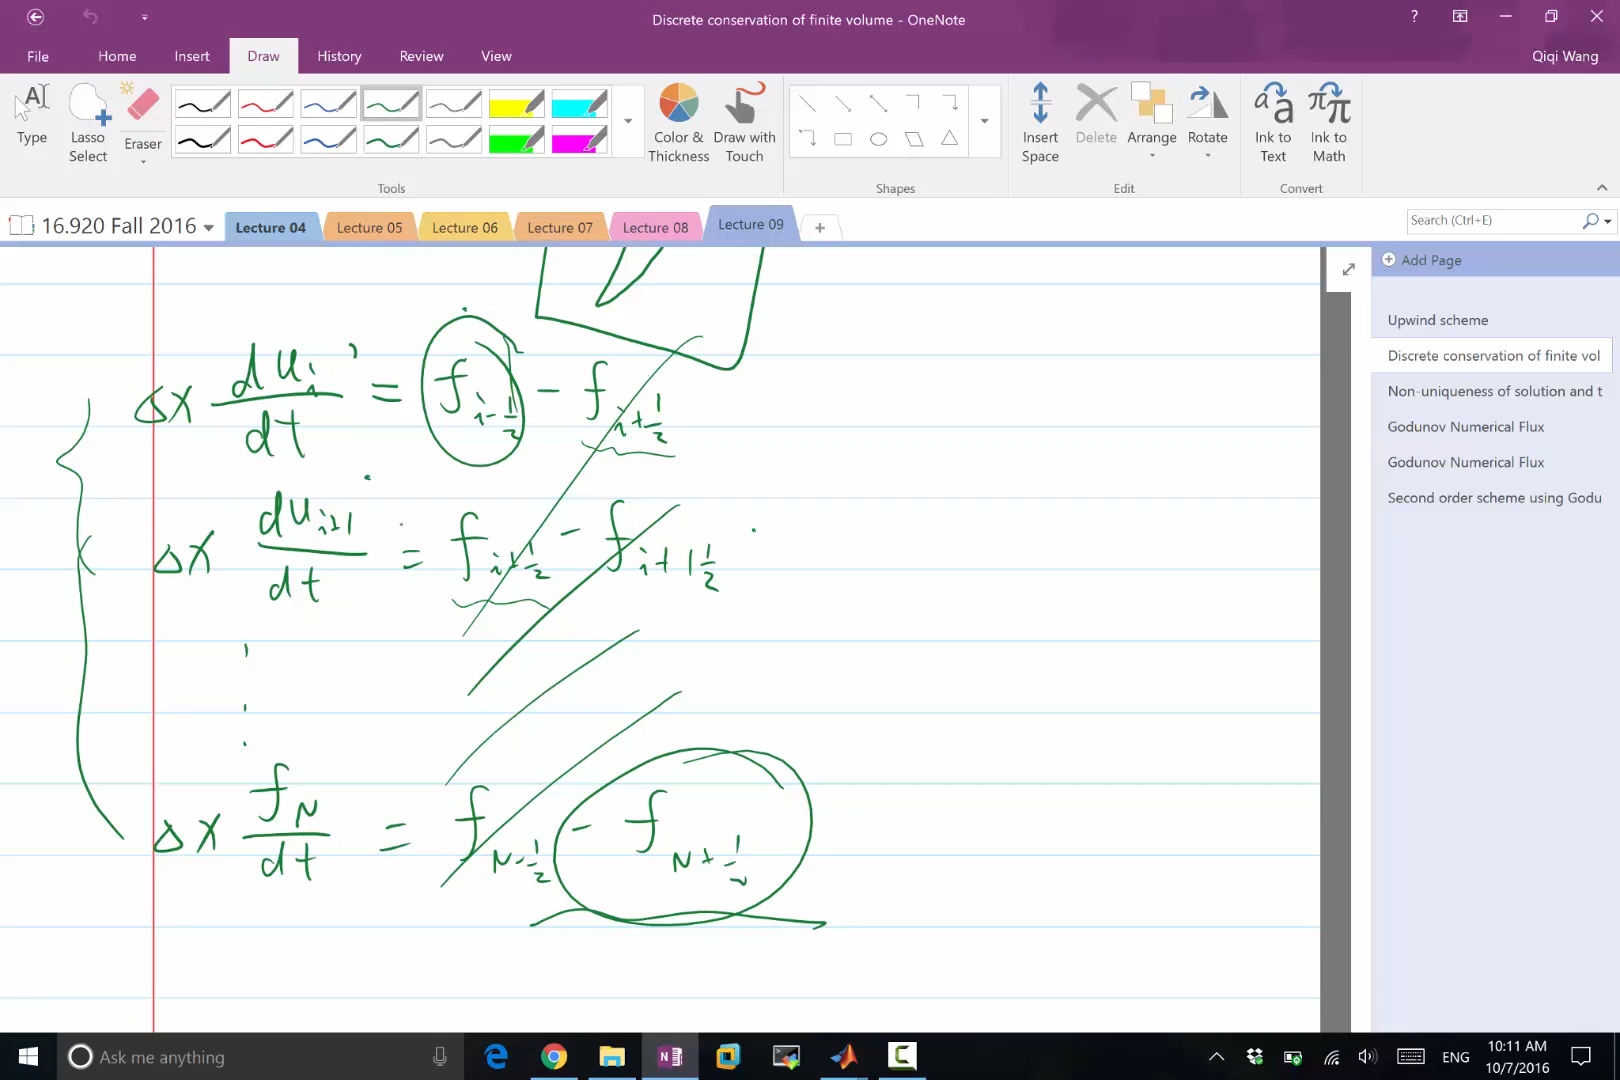 Discrete conservation of finite volume - OneNote
?
File Home Insert Draw History Review View Qiqi Wang
Type Lasso Select Eraser Color & Thickness Draw with Touch Insert Space Delete Arrange Rotate Ink to Text Ink to Math
Tools Shapes Edit Convert
16.920 Fall 2016 Lecture 04 Lecture 05 Lecture 06 Lecture 07 Lecture 08 Lecture 09 + Search (Ctrl+E)
Add Page
Upwind scheme
Discrete conservation of finite vol
Non-uniqueness of solution and t
Godunov Numerical Flux
Godunov Numerical Flux
Second order scheme using Godu
Δx du_i/dt = f_{i-1/2} - f_{i+1/2}
Δx du_{i+1}/dt = f_{i+1/2} - f_{i+1 1/2}
⋮
Δx f_N/dt = f_{N-1/2} - f_{N+1/2}
Ask me anything
ENG
10:11 AM
10/7/2016